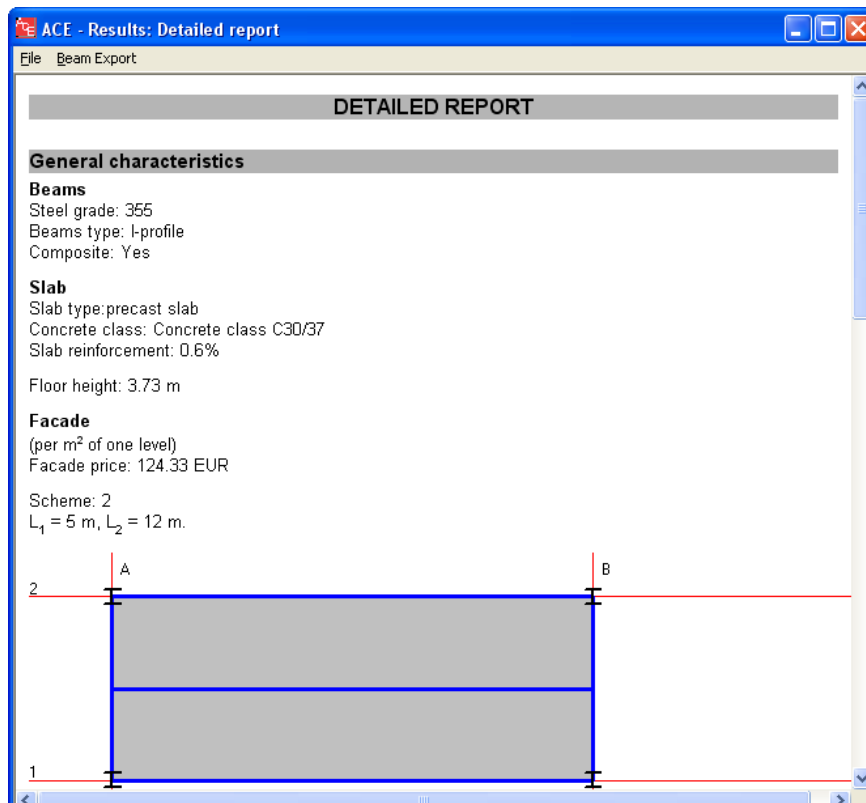 ACE - Results: Detailed report
File Beam Export
DETAILED REPORT
General characteristics
Beams
Steel grade: 355
Beams type: I-profile
Composite: Yes
Slab
Slab type:precast slab
Concrete class: Concrete class C30/37
Slab reinforcement: 0.6%
Floor height: 3.73 m
Facade
(per m² of one level)
Facade price: 124.33 EUR
Scheme: 2
L₁ = 5 m, L₂ = 12 m.
A B
2
1